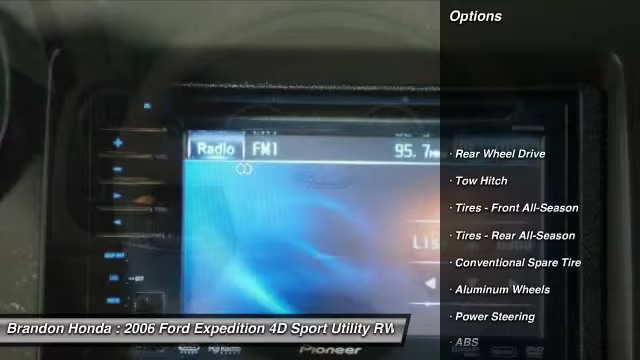 Options
Radio FM1 95.7
· Rear Wheel Drive
· Tow Hitch
· Tires - Front All-Season
· Tires - Rear All-Season
· Conventional Spare Tire
· Aluminum Wheels
· Power Steering
· ABS
Brandon Honda : 2006 Ford Expedition 4D Sport Utility RW
Pioneer